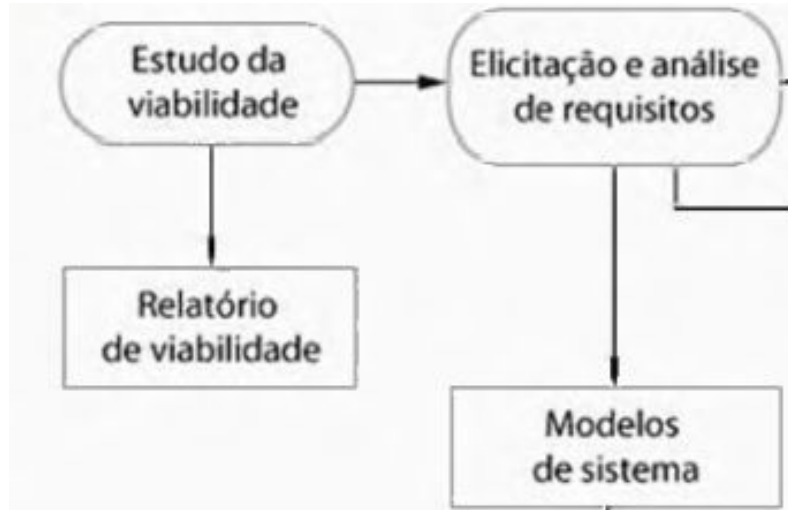 Estudo da
viabilidade
Elicitação e análise
de requisitos
Relatório
de viabilidade
Modelos
de sistema